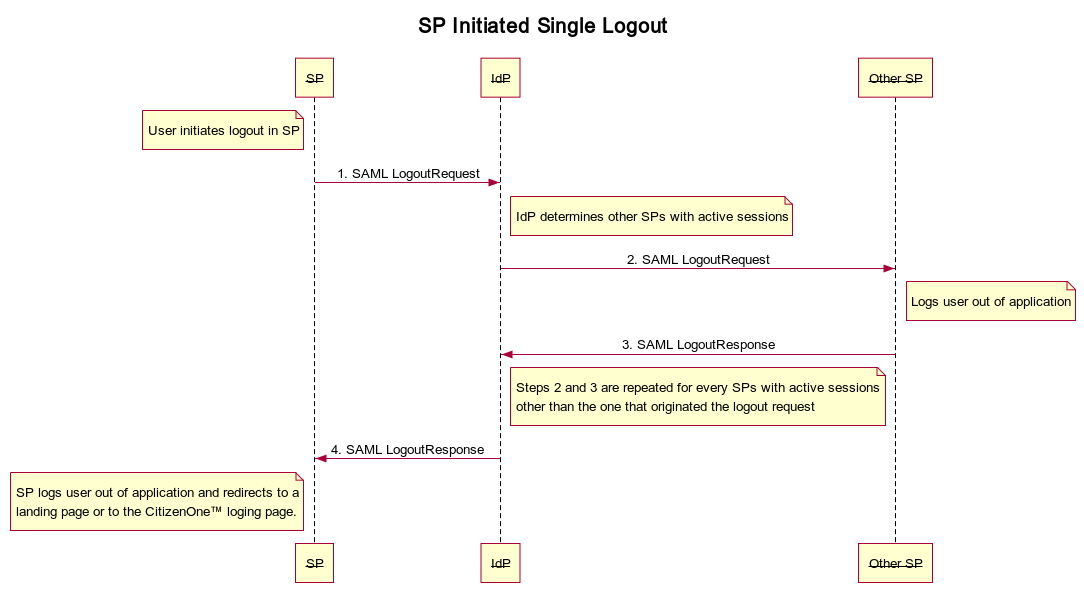 SP Initiated Single Logout
SP
IdP
Other SP
User initiates logout in SP
1. SAML LogoutRequest
IdP determines other SPs with active sessions
2. SAML LogoutRequest
Logs user out of application
3. SAML LogoutResponse
Steps 2 and 3 are repeated for every SPs with active sessions
other than the one that originated the logout request
4. SAML LogoutResponse
SP logs user out of application and redirects to a
landing page or to the CitizenOne™ loging page.
SP
IdP
Other SP